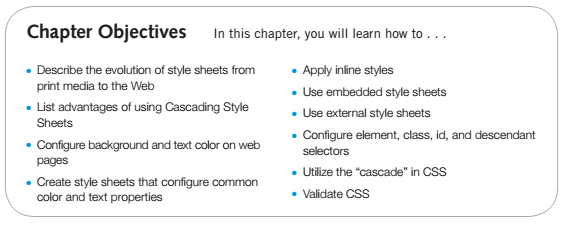 Chapter Objectives In this chapter, you will learn how to . . .
• Describe the evolution of style sheets from
print media to the Web
• List advantages of using Cascading Style
Sheets
• Configure background and text color on web
pages
• Create style sheets that configure common
color and text properties
• Apply inline styles
• Use embedded style sheets
• Use external style sheets
• Configure element, class, id, and descendant
selectors
• Utilize the “cascade” in CSS
• Validate CSS